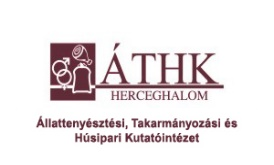 ÁTHK
HERCEGHALOM
Állattenyésztési, Takarmányozási és
Húsipari Kutatóintézet